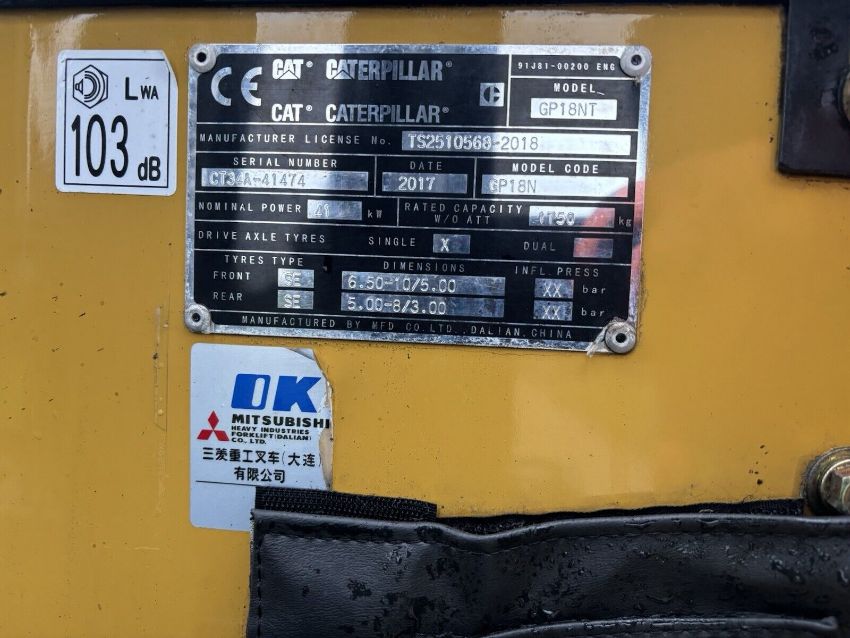 LWA
103 dB
CE CAT® CATERPILLAR®
CAT® CATERPILLAR®
91J81-00200 ENG
MODEL
GP18NT
MANUFACTURER LICENSE No. TS2510568-2018
SERIAL NUMBER DATE MODEL CODE
CT34A-41474 2017 GP18N
NOMINAL POWER 41 kW RATED CAPACITY W/O ATT 1750 kg
DRIVE AXLE TYRES SINGLE X DUAL
TYRES TYPE DIMENSIONS INFL.PRESS
FRONT SE 6.50-10/5.00 XX bar
REAR SE 5.00-8/3.00 XX bar
MANUFACTURED BY MFD CO.LTD.,DALIAN,CHINA
OK
MITSUBISHI
HEAVY INDUSTRIES
FORKLIFT(DALIAN)
CO., LTD.
三菱重工叉车(大连)
有限公司